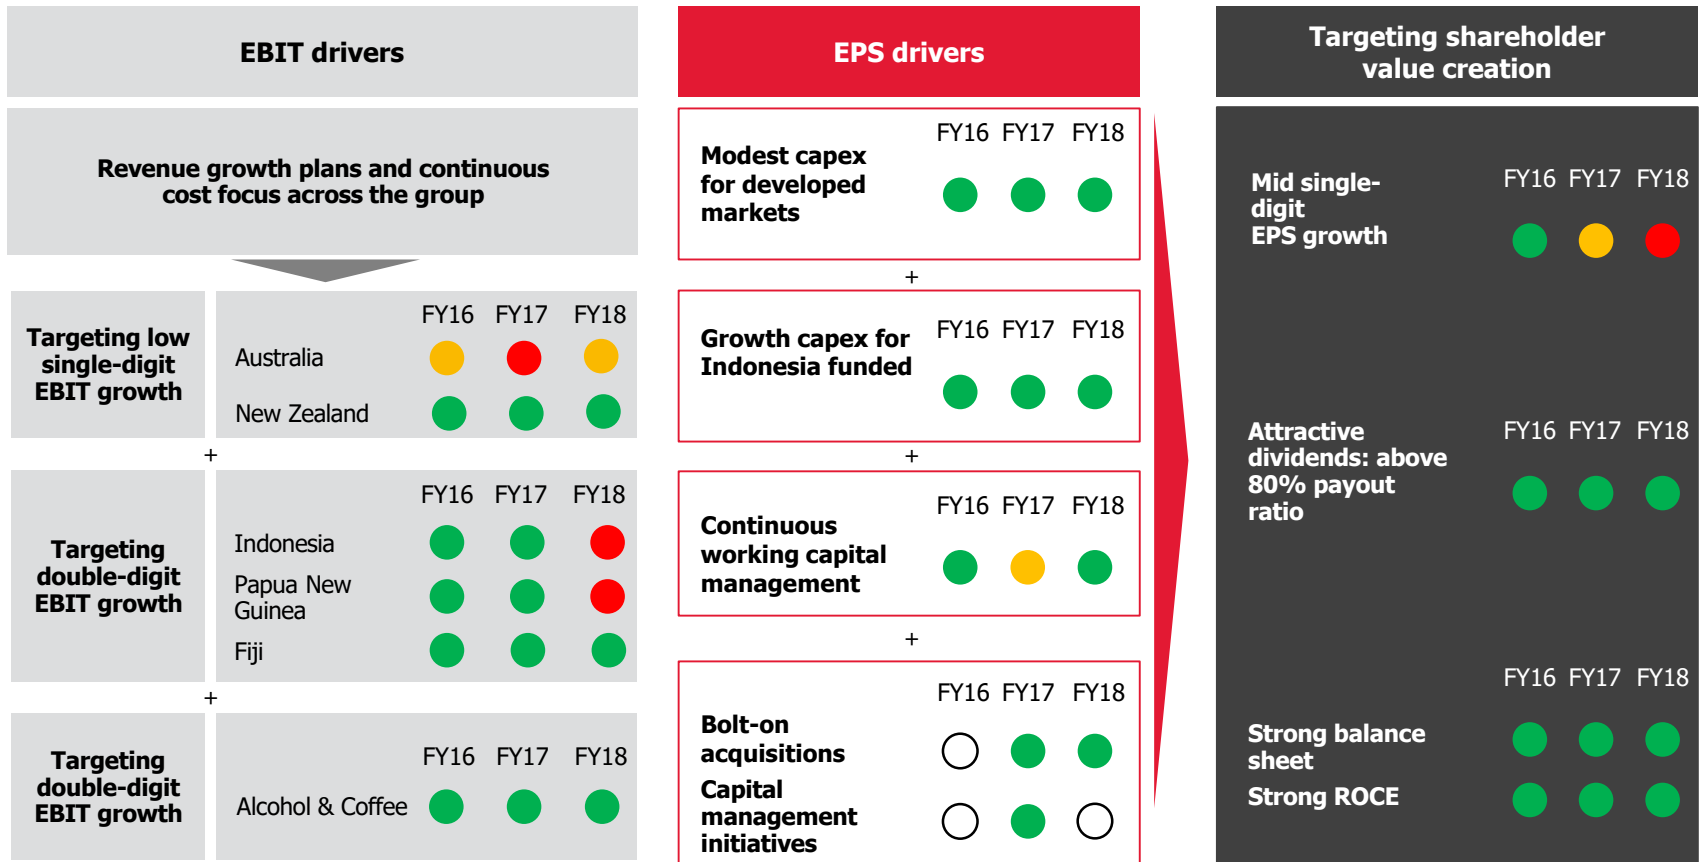 EBIT drivers
Revenue growth plans and continuous
cost focus across the group
Targeting low
single-digit
EBIT growth
FY16 FY17 FY18
Australia
New Zealand
+
Targeting
double-digit
EBIT growth
FY16 FY17 FY18
Indonesia
Papua New
Guinea
Fiji
+
Targeting
double-digit
EBIT growth
FY16 FY17 FY18
Alcohol & Coffee
EPS drivers
Modest capex
for developed
markets
FY16 FY17 FY18
+
Growth capex for
Indonesia funded
FY16 FY17 FY18
+
Continuous
working capital
management
FY16 FY17 FY18
+
FY16 FY17 FY18
Bolt-on
acquisitions
Capital
management
initiatives
Targeting shareholder
value creation
Mid single-
digit
EPS growth
FY16 FY17 FY18
Attractive
dividends: above
80% payout
ratio
FY16 FY17 FY18
FY16 FY17 FY18
Strong balance
sheet
Strong ROCE